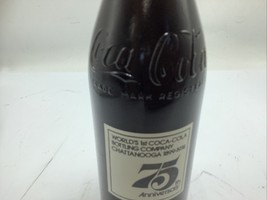 Coca-Cola
TRADE MARK REGISTERED
WORLD'S 1st COCA-COLA
BOTTLING COMPANY
CHATTANOOGA 1899-1974
75
Anniversary